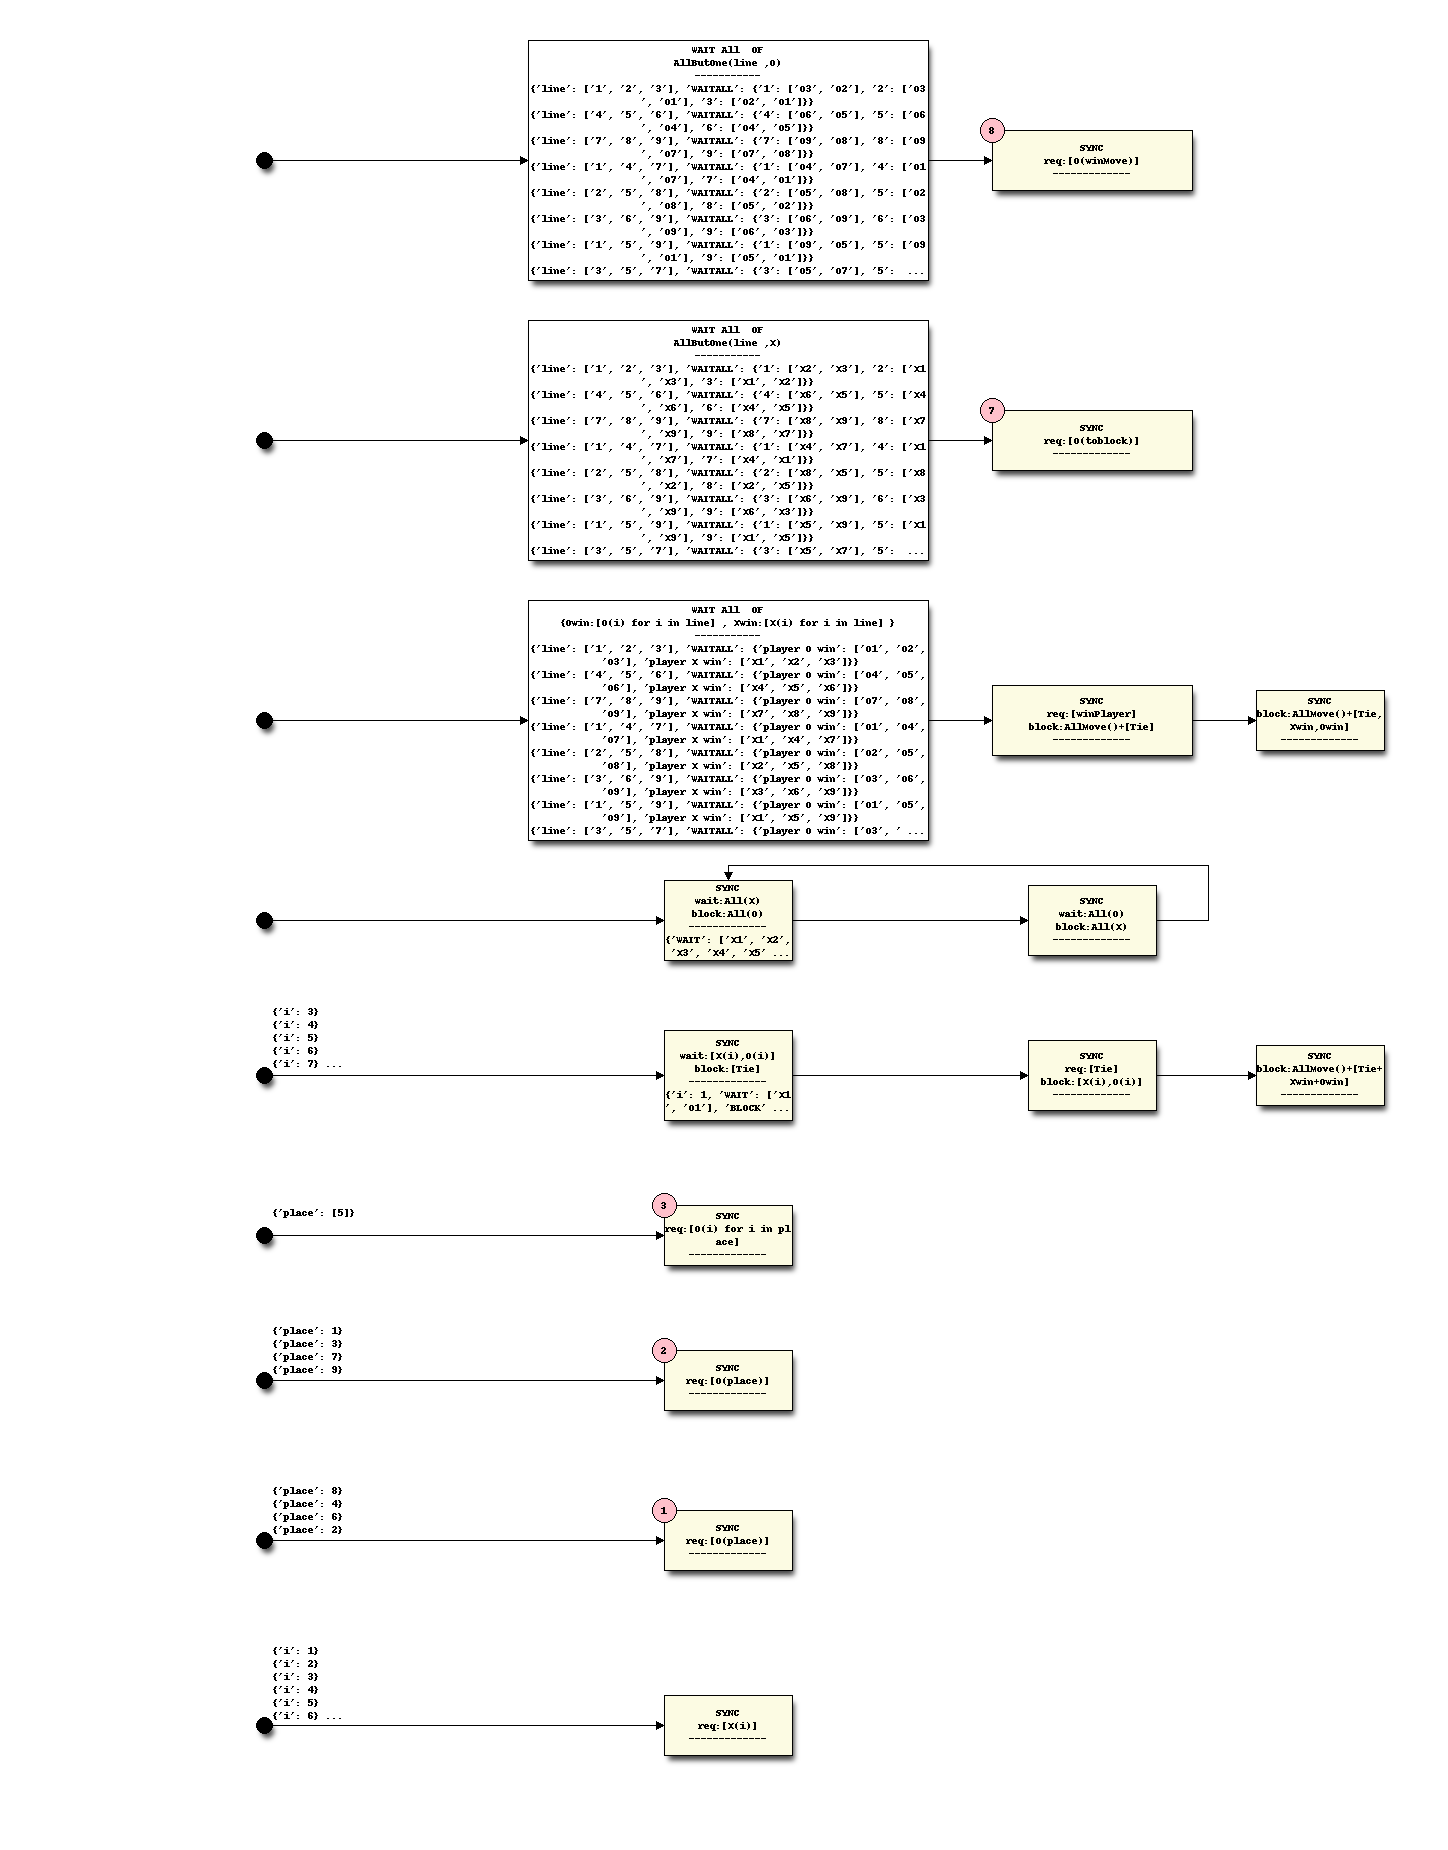 WAIT All OF
AllButOne(line ,O)
-----------
{'line': ['1', '2', '3'], 'WAITALL': {'1': ['O3', 'O2'], '2': ['O3
', 'O1'], '3': ['O2', 'O1']}}
{'line': ['4', '5', '6'], 'WAITALL': {'4': ['O6', 'O5'], '5': ['O6
', 'O4'], '6': ['O4', 'O5']}}
{'line': ['7', '8', '9'], 'WAITALL': {'7': ['O9', 'O8'], '8': ['O9
', 'O7'], '9': ['O7', 'O8']}}
{'line': ['1', '4', '7'], 'WAITALL': {'1': ['O4', 'O7'], '4': ['O1
', 'O7'], '7': ['O4', 'O1']}}
{'line': ['2', '5', '8'], 'WAITALL': {'2': ['O5', 'O8'], '5': ['O2
', 'O8'], '8': ['O5', 'O2']}}
{'line': ['3', '6', '9'], 'WAITALL': {'3': ['O6', 'O9'], '6': ['O3
', 'O9'], '9': ['O6', 'O3']}}
{'line': ['1', '5', '9'], 'WAITALL': {'1': ['O9', 'O5'], '5': ['O9
', 'O1'], '9': ['O5', 'O1']}}
{'line': ['3', '5', '7'], 'WAITALL': {'3': ['O5', 'O7'], '5':  ...
8
SYNC
req:[O(winMove)]
-------------
WAIT All OF
AllButOne(line ,X)
-----------
{'line': ['1', '2', '3'], 'WAITALL': {'1': ['X2', 'X3'], '2': ['X1
', 'X3'], '3': ['X1', 'X2']}}
{'line': ['4', '5', '6'], 'WAITALL': {'4': ['X6', 'X5'], '5': ['X4
', 'X6'], '6': ['X4', 'X5']}}
{'line': ['7', '8', '9'], 'WAITALL': {'7': ['X8', 'X9'], '8': ['X7
', 'X9'], '9': ['X8', 'X7']}}
{'line': ['1', '4', '7'], 'WAITALL': {'1': ['X4', 'X7'], '4': ['X1
', 'X7'], '7': ['X4', 'X1']}}
{'line': ['2', '5', '8'], 'WAITALL': {'2': ['X8', 'X5'], '5': ['X8
', 'X2'], '8': ['X2', 'X5']}}
{'line': ['3', '6', '9'], 'WAITALL': {'3': ['X6', 'X9'], '6': ['X3
', 'X9'], '9': ['X6', 'X3']}}
{'line': ['1', '5', '9'], 'WAITALL': {'1': ['X5', 'X9'], '5': ['X1
', 'X9'], '9': ['X1', 'X5']}}
{'line': ['3', '5', '7'], 'WAITALL': {'3': ['X5', 'X7'], '5':  ...
7
SYNC
req:[O(toblock)]
-------------
WAIT All OF
{Owin:[O(i) for i in line] , Xwin:[X(i) for i in line] }
-----------
{'line': ['1', '2', '3'], 'WAITALL': {'player O win': ['O1', 'O2',
'O3'], 'player X win': ['X1', 'X2', 'X3']}}
{'line': ['4', '5', '6'], 'WAITALL': {'player O win': ['O4', 'O5',
'O6'], 'player X win': ['X4', 'X5', 'X6']}}
{'line': ['7', '8', '9'], 'WAITALL': {'player O win': ['O7', 'O8',
'O9'], 'player X win': ['X7', 'X8', 'X9']}}
{'line': ['1', '4', '7'], 'WAITALL': {'player O win': ['O1', 'O4',
'O7'], 'player X win': ['X1', 'X4', 'X7']}}
{'line': ['2', '5', '8'], 'WAITALL': {'player O win': ['O2', 'O5',
'O8'], 'player X win': ['X2', 'X5', 'X8']}}
{'line': ['3', '6', '9'], 'WAITALL': {'player O win': ['O3', 'O6',
'O9'], 'player X win': ['X3', 'X6', 'X9']}}
{'line': ['1', '5', '9'], 'WAITALL': {'player O win': ['O1', 'O5',
'O9'], 'player X win': ['X1', 'X5', 'X9']}}
{'line': ['3', '5', '7'], 'WAITALL': {'player O win': ['O3', ' ...
SYNC
req:[winPlayer]
block:AllMove()+[Tie]
-------------
SYNC
block:AllMove()+[Tie,
Xwin,Owin]
-------------
SYNC
wait:All(X)
block:All(O)
-------------
{'WAIT': ['X1', 'X2',
'X3', 'X4', 'X5' ...
SYNC
wait:All(O)
block:All(X)
-------------
{'i': 3}
{'i': 4}
{'i': 5}
{'i': 6}
{'i': 7} ...
SYNC
wait:[X(i),O(i)]
block:[Tie]
-------------
{'i': 1, 'WAIT': ['X1
', 'O1'], 'BLOCK' ...
SYNC
req:[Tie]
block:[X(i),O(i)]
-------------
SYNC
block:AllMove()+[Tie+
Xwin+Owin]
-------------
{'place': [5]}
3
SYNC
req:[O(i) for i in pl
ace]
-------------
{'place': 1}
{'place': 3}
{'place': 7}
{'place': 9}
2
SYNC
req:[O(place)]
-------------
{'place': 8}
{'place': 4}
{'place': 6}
{'place': 2}
1
SYNC
req:[O(place)]
-------------
{'i': 1}
{'i': 2}
{'i': 3}
{'i': 4}
{'i': 5}
{'i': 6} ...
SYNC
req:[X(i)]
-------------